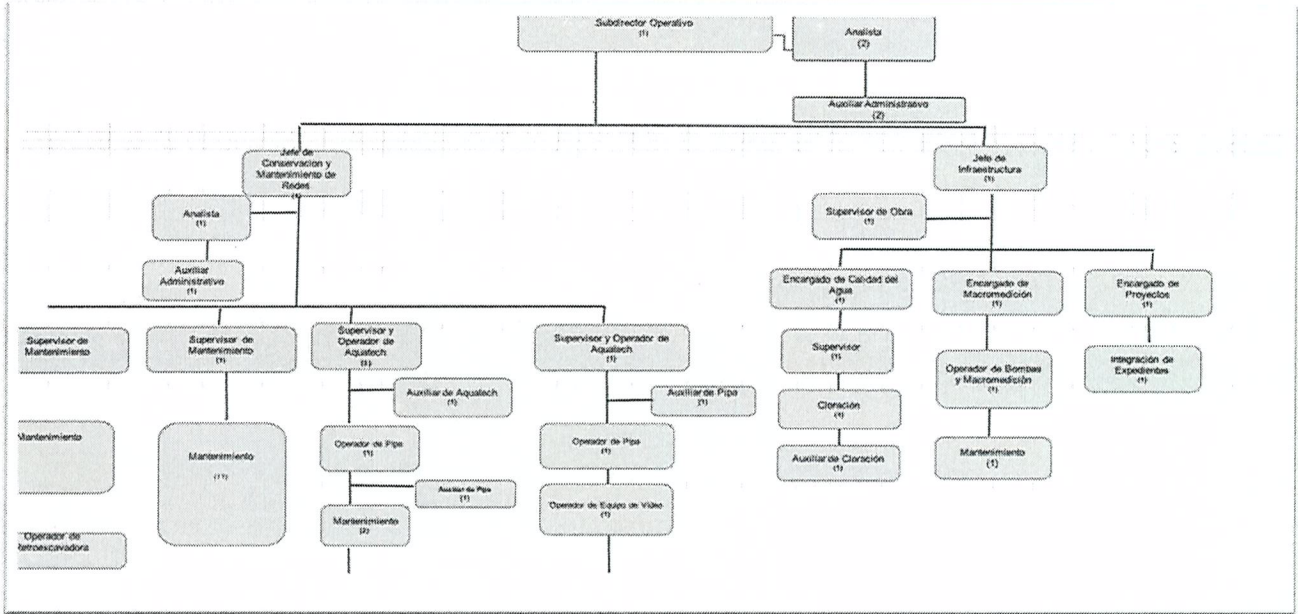 Subdirector Operativo
(1)
Analista
(2)
Auxiliar Administrativo
(2)
Jefe de
Conservacion y
Mantenimiento de
Redes
Jefe de
Infraestructura
(1)
Analista
(1)
Supervisor de Obra
(1)
Auxiliar
Administrativo
(1)
Encargado de Calidad del
Agua
(1)
Encargado de
Macromedición
(1)
Encargado de
Proyectos
(1)
Supervisor de
Mantenimiento
Supervisor de
Mantenimiento
(1)
Supervisor y
Operador de
Aquatech
Supervisor y Operador de
Aquatech
(1)
Supervisor
(1)
Operador de Bombas
y Macromedición
(1)
Integración de
Expedientes
(1)
Auxiliar de Aquatech
(1)
Auxiliar de Pipa
(1)
Cloración
Mantenimiento
Mantenimiento
(11)
Operador de Pipa
(1)
Operador de Pipa
(1)
Auxiliar de Cloración
(1)
Mantenimiento
(1)
Auxiliar de Pipa
(1)
Mantenimiento
(2)
Operador de Equipo de Video
(1)
Operador de
Retroexcavadora